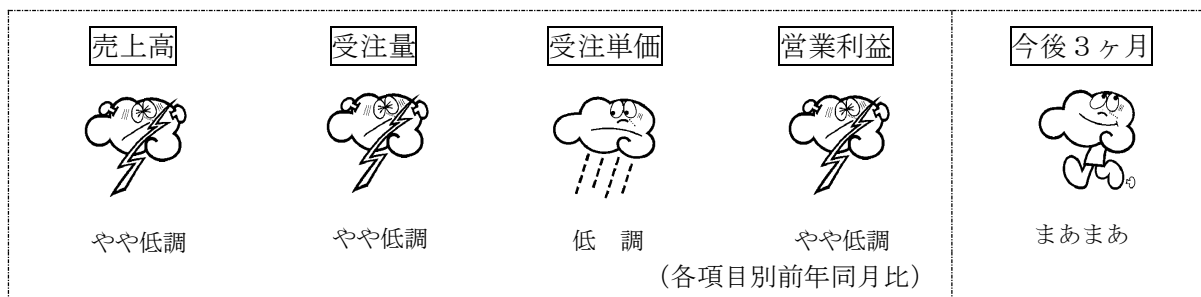 売上高 受注量 受注単価 営業利益 今後３ヶ月
やや低調 やや低調 低　調 やや低調 まあまあ
（各項目別前年同月比）